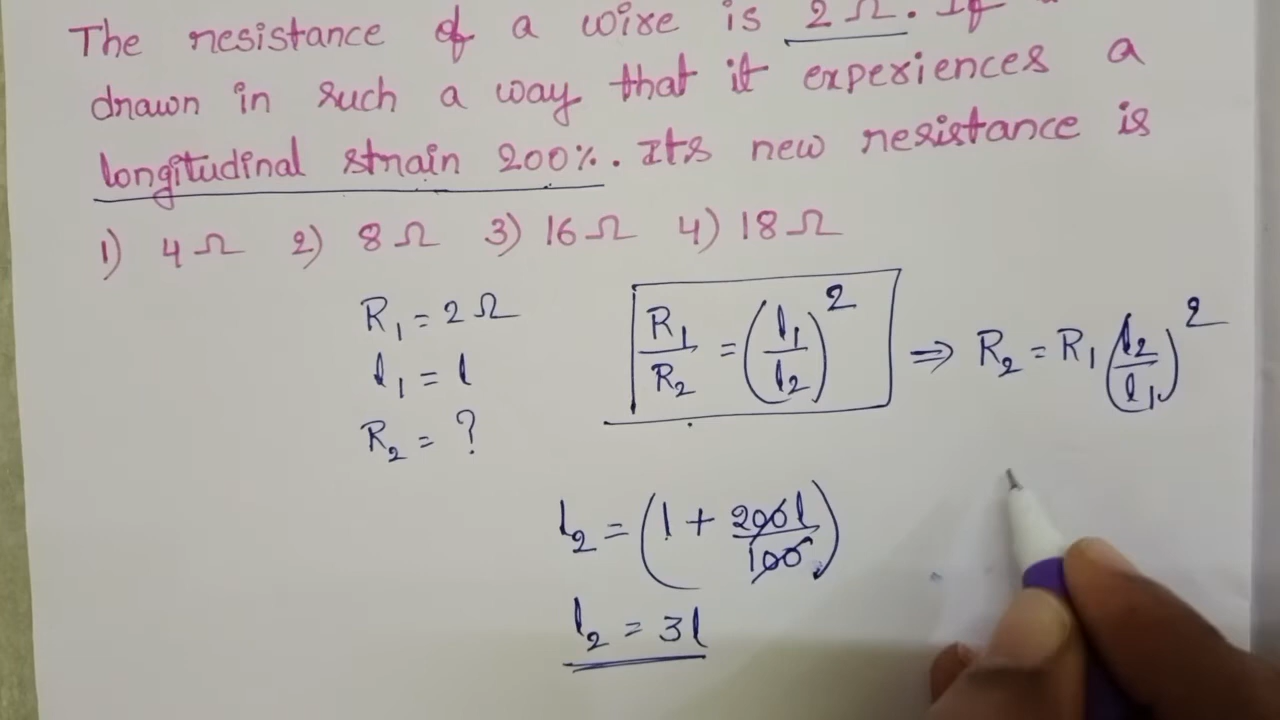 The resistance of a wire is 2 Ω. If
drawn in such a way that it experiences a
longitudinal strain 200%. Its new resistance is
1) 4 Ω 2) 8 Ω 3) 16 Ω 4) 18 Ω
R₁ = 2 Ω
l₁ = l
R₂ = ?
R₁/R₂ = (l₁/l₂)² ⇒ R₂ = R₁ (l₂/l₁)²
l₂ = (l + 200l/100)
l₂ = 3l